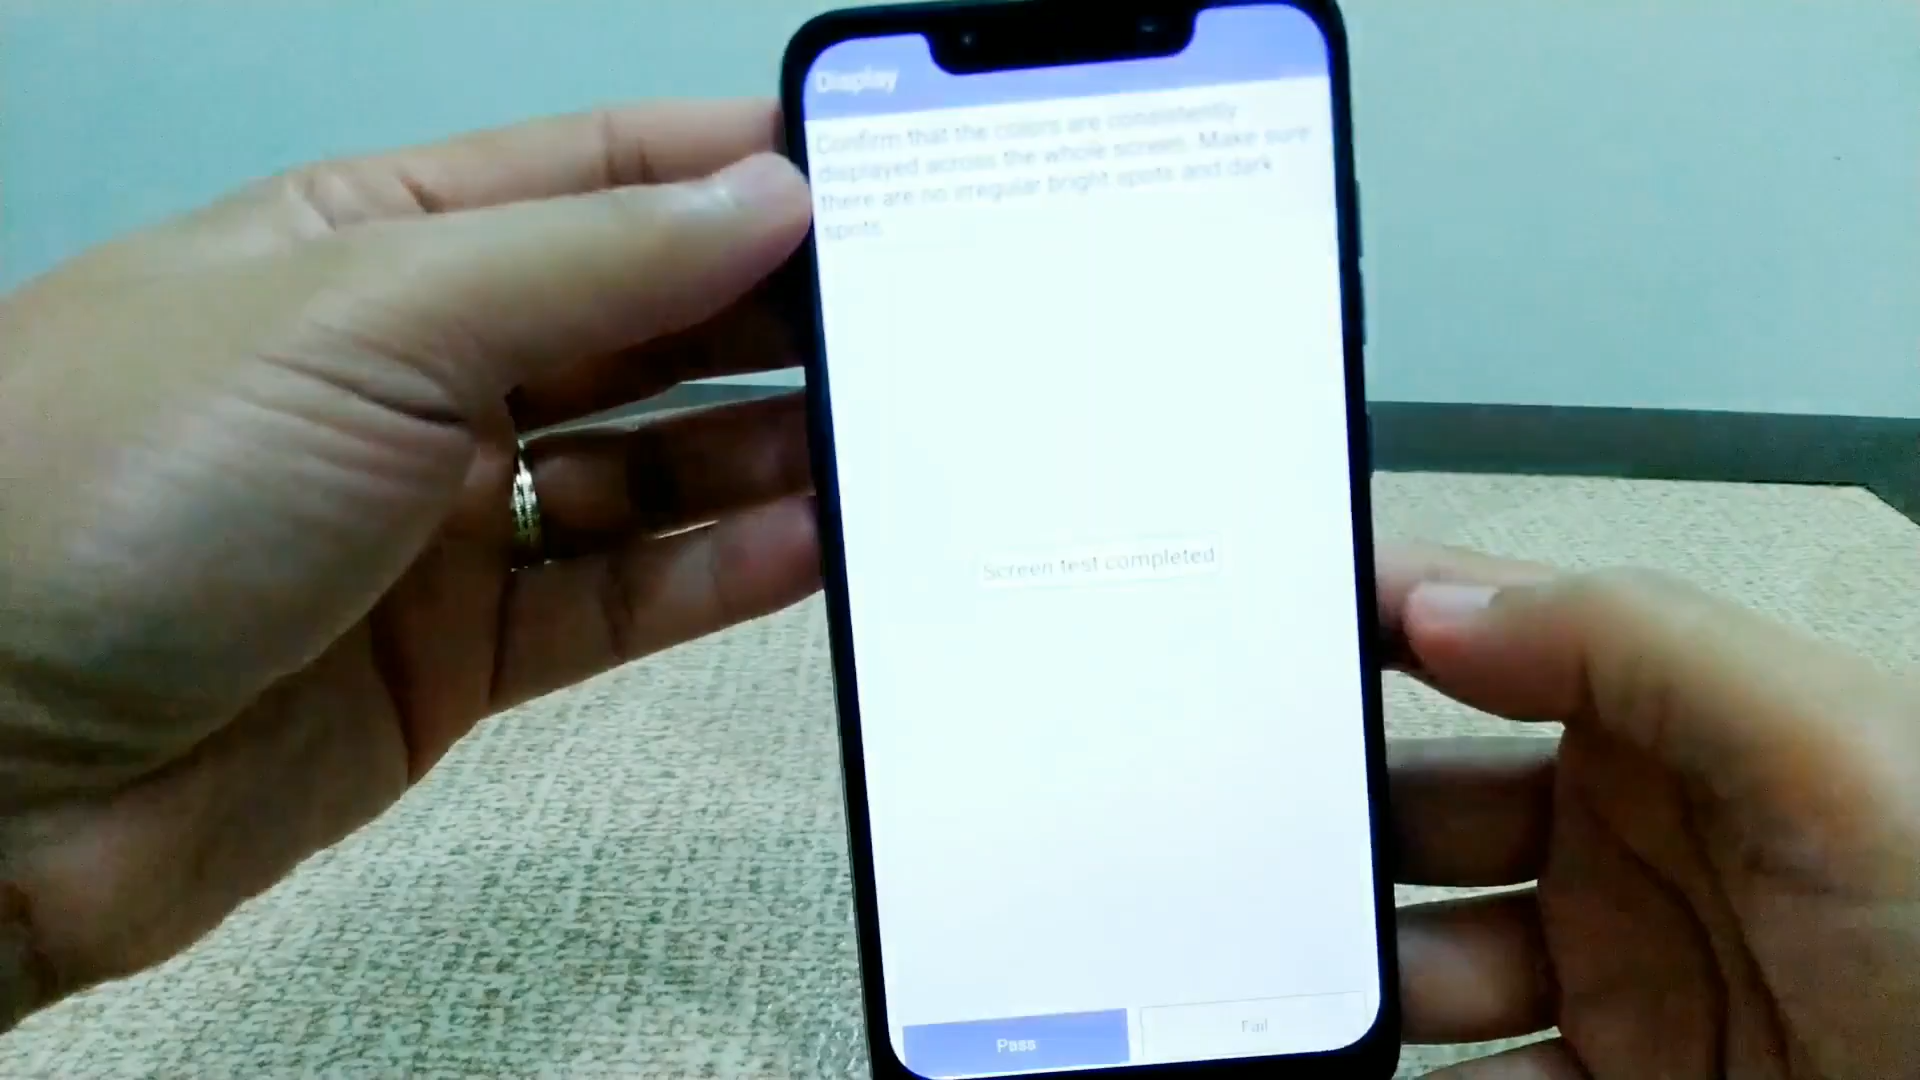 Display
Confirm that the colors are consistently
displayed across the whole screen. Make sure
there are no irregular bright spots and dark
spots.
Screen test completed
Pass
Fail